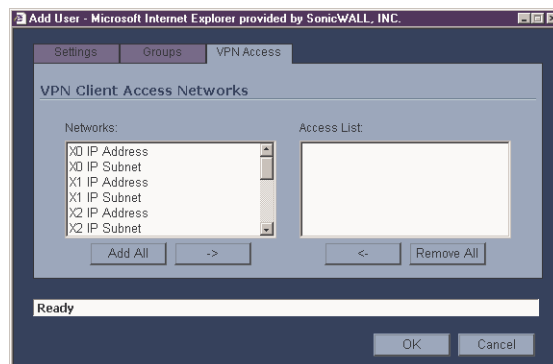 Add User - Microsoft Internet Explorer provided by SonicWALL, INC.
Settings Groups VPN Access
VPN Client Access Networks
Networks: Access List:
X0 IP Address
X0 IP Subnet
X1 IP Address
X1 IP Subnet
X2 IP Address
X2 IP Subnet
Add All -> <- Remove All
Ready
OK Cancel